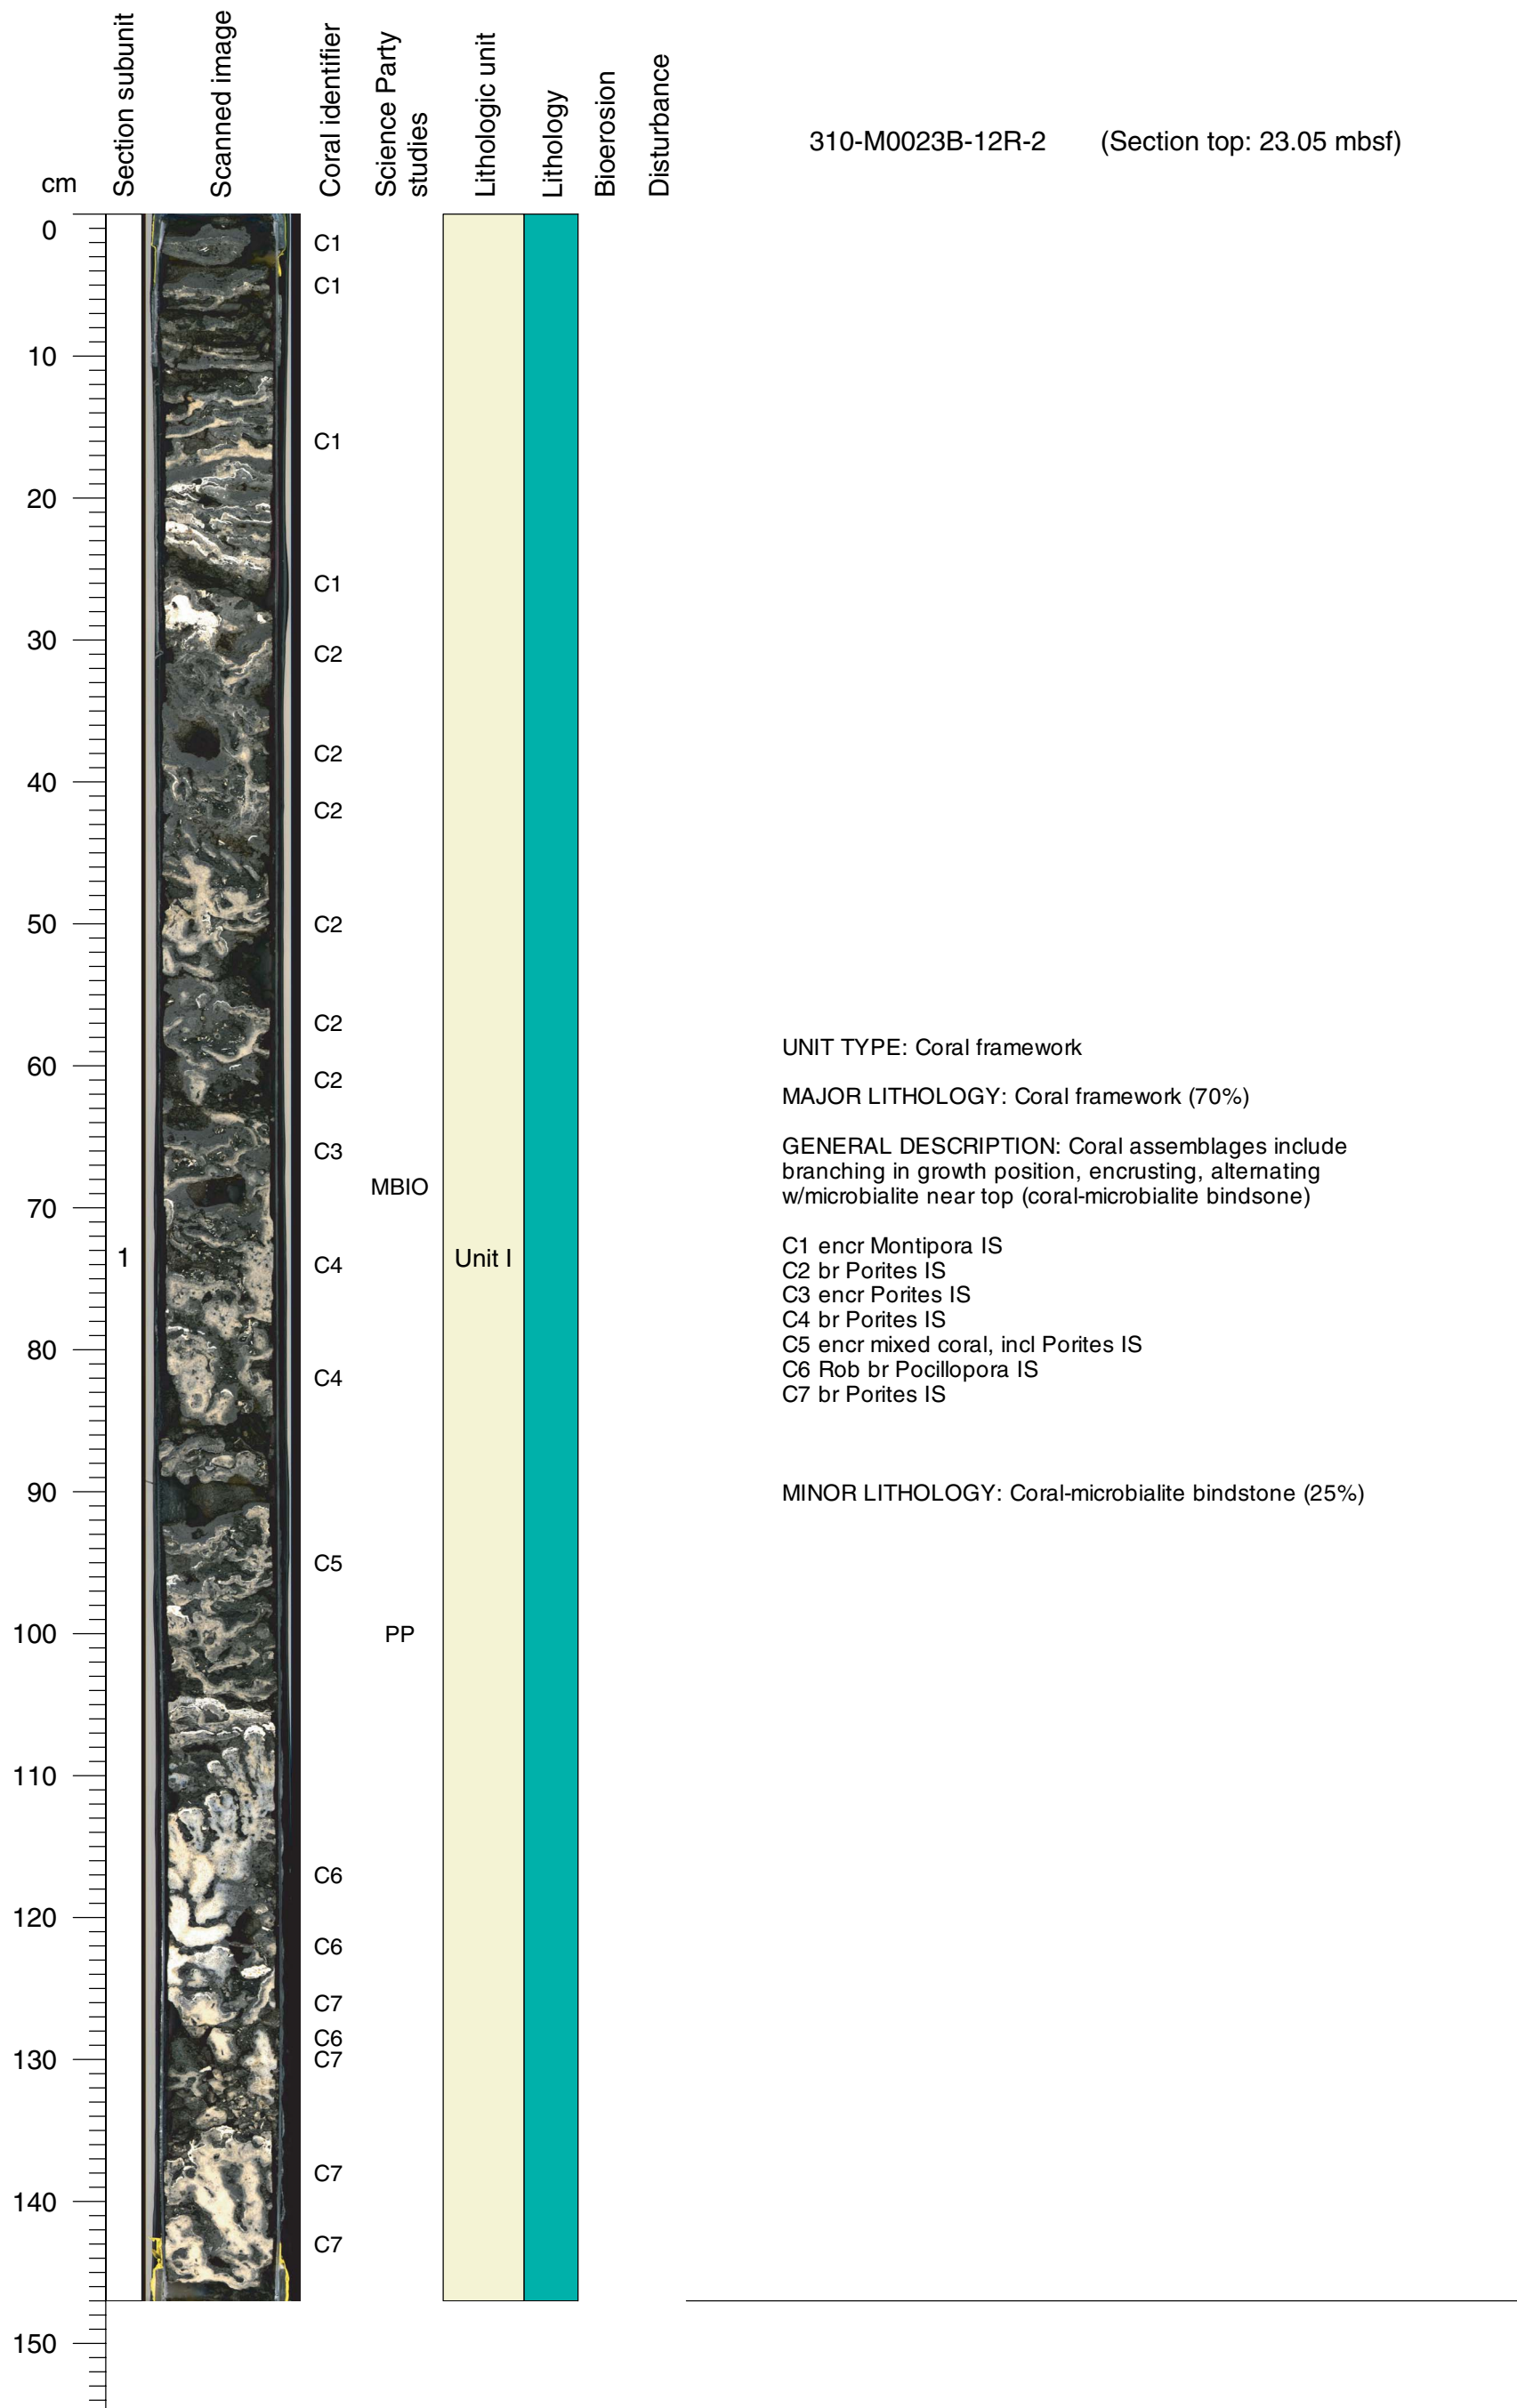 Section subunit
Scanned image
Coral identifier
Science Party
studies
Lithologic unit
Lithology
Bioerosion
Disturbance
310-M0023B-12R-2 (Section top: 23.05 mbsf)
cm
0
10
20
30
40
50
60
70
80
90
100
110
120
130
140
150
1
C1
C1
C1
C1
C2
C2
C2
C2
C2
C2
C3
C4
C4
C5
C6
C6
C7
C6
C7
C7
C7
MBIO
PP
Unit I
UNIT TYPE: Coral framework
MAJOR LITHOLOGY: Coral framework (70%)
GENERAL DESCRIPTION: Coral assemblages include
branching in growth position, encrusting, alternating
w/microbialite near top (coral-microbialite bindsone)
C1 encr Montipora IS
C2 br Porites IS
C3 encr Porites IS
C4 br Porites IS
C5 encr mixed coral, incl Porites IS
C6 Rob br Pocillopora IS
C7 br Porites IS
MINOR LITHOLOGY: Coral-microbialite bindstone (25%)